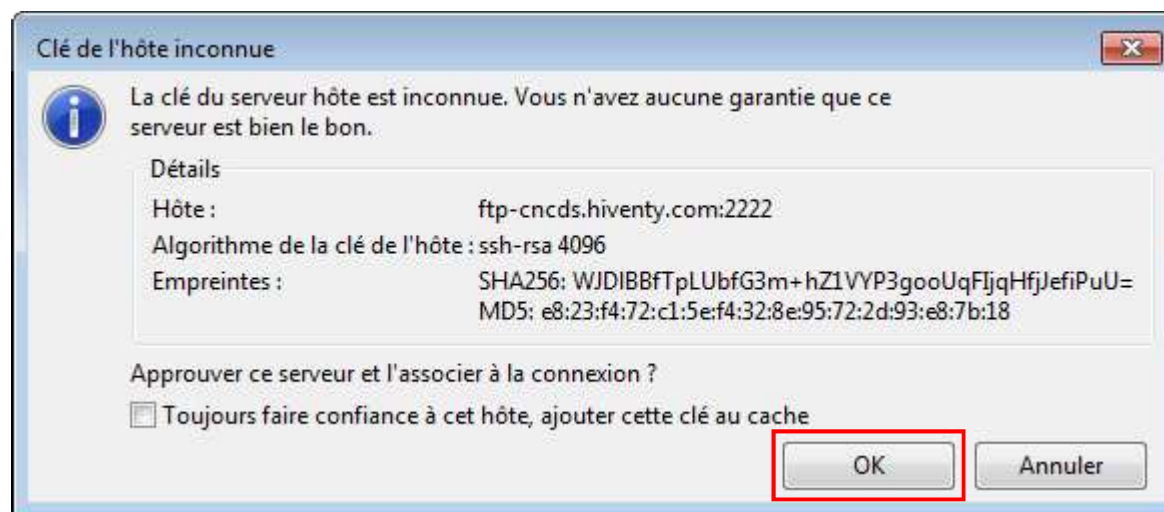 Clé de l'hôte inconnue
La clé du serveur hôte est inconnue. Vous n'avez aucune garantie que ce
serveur est bien le bon.
Détails
Hôte : ftp-cncds.hiventy.com:2222
Algorithme de la clé de l'hôte : ssh-rsa 4096
Empreintes : SHA256: WJDIBBfTpLUbfG3m+hZ1VYP3gooUqFIjqHfjJefiPuU=
MD5: e8:23:f4:72:c1:5e:f4:32:8e:95:72:2d:93:e8:7b:18
Approuver ce serveur et l'associer à la connexion ?
Toujours faire confiance à cet hôte, ajouter cette clé au cache
OK Annuler